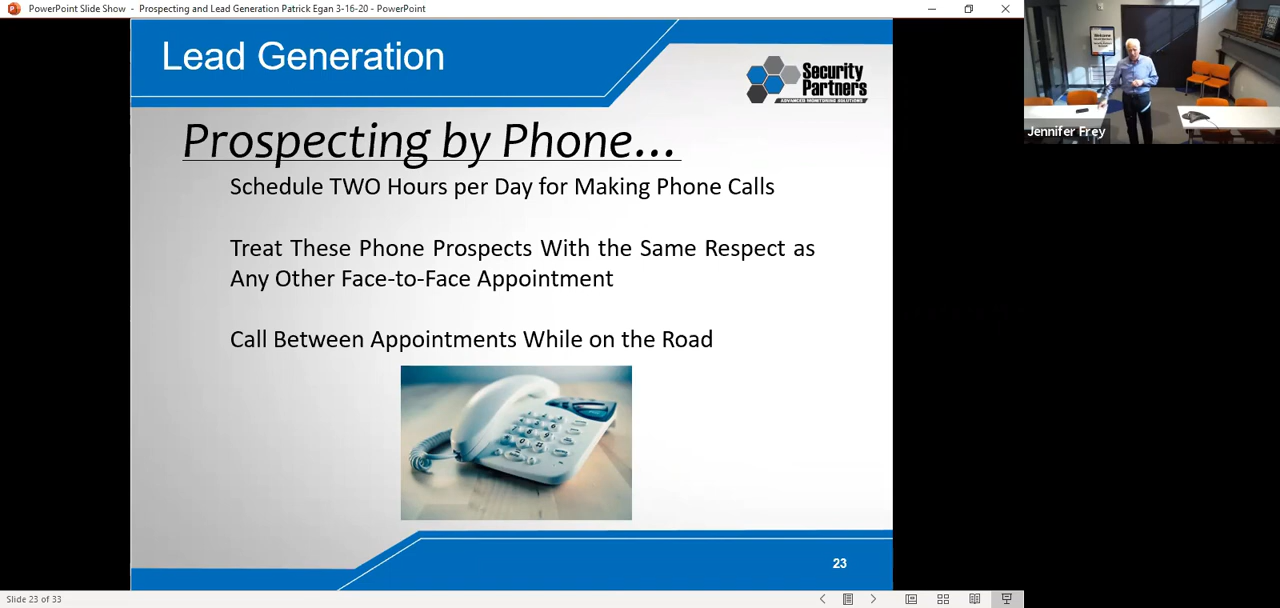 PowerPoint Slide Show - Prospecting and Lead Generation Patrick Egan 3-16-20 - PowerPoint
Lead Generation
Security
Partners
ADVANCED MONITORING SOLUTIONS
Prospecting by Phone...
Schedule TWO Hours per Day for Making Phone Calls
Treat These Phone Prospects With the Same Respect as
Any Other Face-to-Face Appointment
Call Between Appointments While on the Road
23
Slide 23 of 33
Welcome
Jennifer Frey